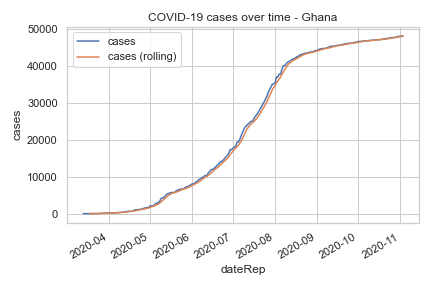 COVID-19 cases over time - Ghana
cases
cases (rolling)
50000
40000
30000
20000
10000
0
cases
2020-04
2020-05
2020-06
2020-07
2020-08
2020-09
2020-10
2020-11
dateRep